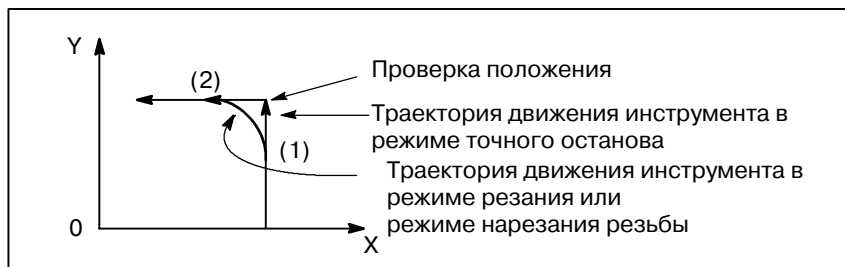 Y
(2)
Проверка положения
Траектория движения инструмента в
режиме точного останова
(1)
Траектория движения инструмента в
режиме резания или
режиме нарезания резьбы
0
X